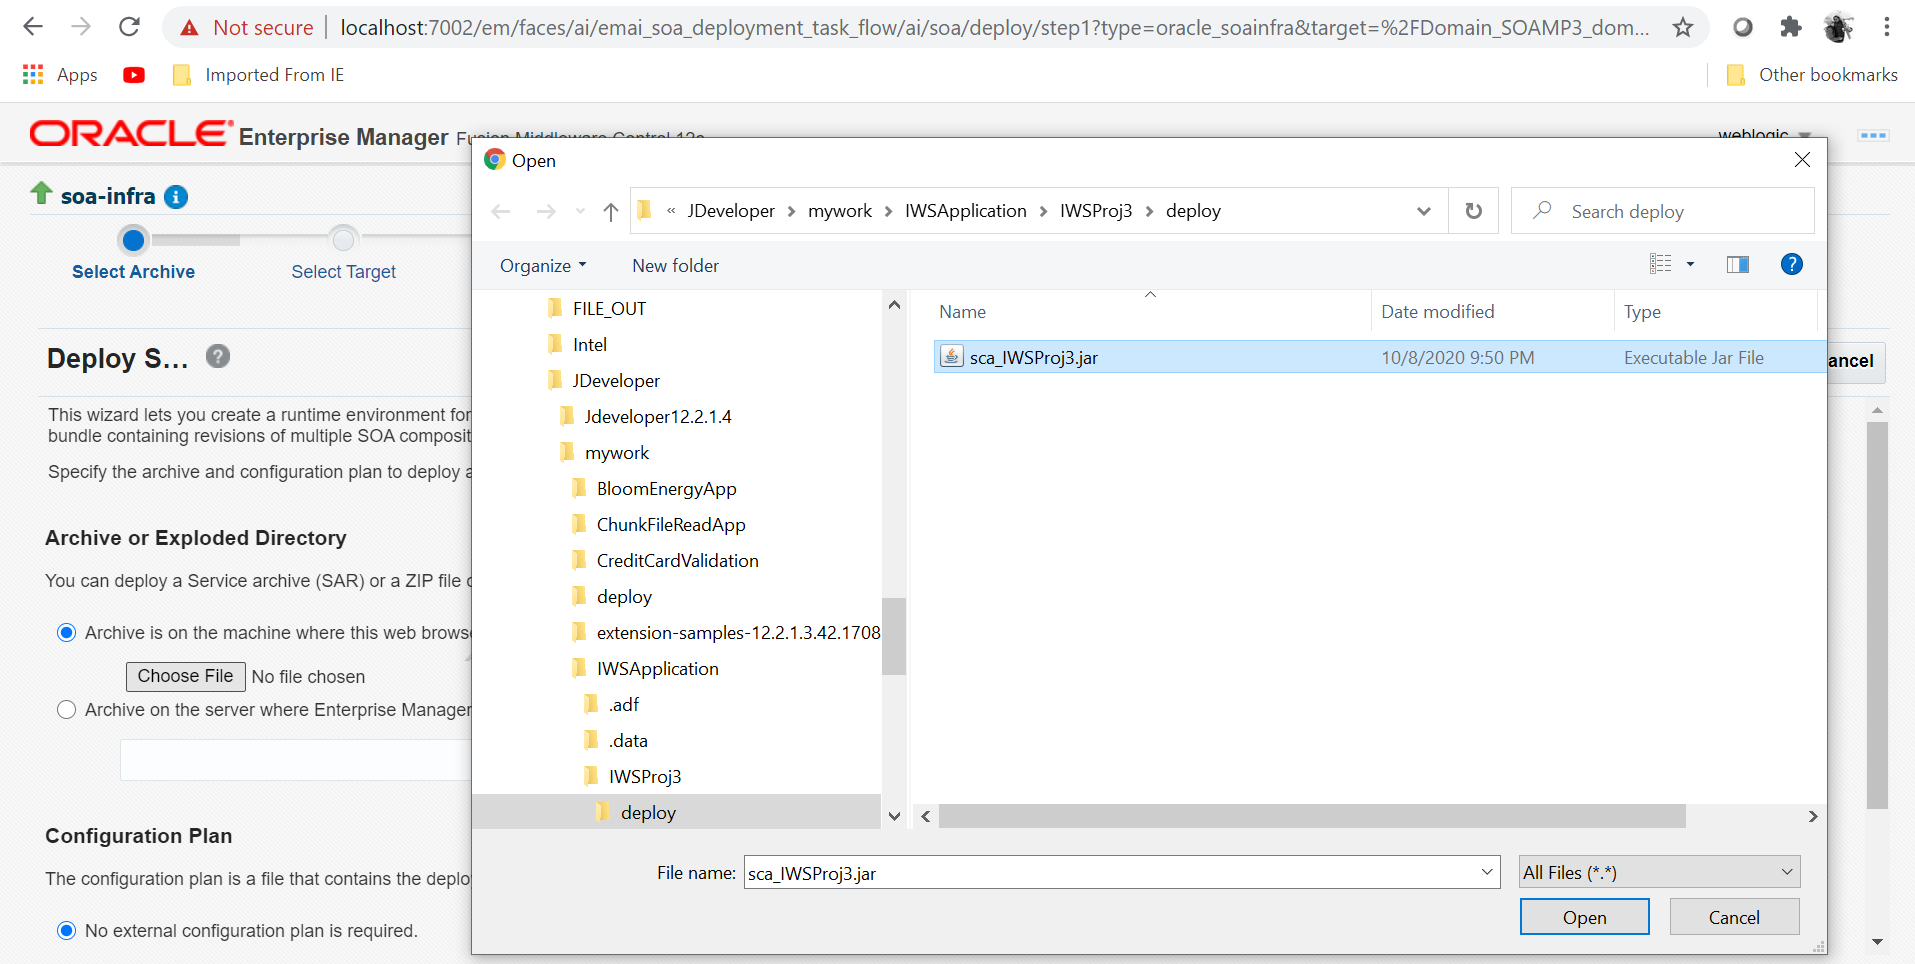 Not secure | localhost:7002/em/faces/ai/emai_soa_deployment_task_flow/ai/soa/deploy/step1?type=oracle_soainfra&target=%2FDomain_SOAMP3_dom...
Apps Imported From IE Other bookmarks
ORACLE Enterprise Manager Fusion Middleware Control 12c weblogic
soa-infra
Select Archive Select Target
Deploy S... ?
This wizard lets you create a runtime environment for
bundle containing revisions of multiple SOA composit
Specify the archive and configuration plan to deploy a
Archive or Exploded Directory
You can deploy a Service archive (SAR) or a ZIP file
Archive is on the machine where this web brows
Choose File No file chosen
Archive on the server where Enterprise Manager
Configuration Plan
The configuration plan is a file that contains the deplo
No external configuration plan is required.
ancel
Open
« JDeveloper > mywork > IWSApplication > IWSProj3 > deploy
Search deploy
Organize New folder ?
FILE_OUT
Intel
JDeveloper
Jdeveloper12.2.1.4
mywork
BloomEnergyApp
ChunkFileReadApp
CreditCardValidation
deploy
extension-samples-12.2.1.3.42.1708
IWSApplication
.adf
.data
IWSProj3
deploy
Name Date modified Type
sca_IWSProj3.jar 10/8/2020 9:50 PM Executable Jar File
File name: sca_IWSProj3.jar All Files (*.*)
Open Cancel